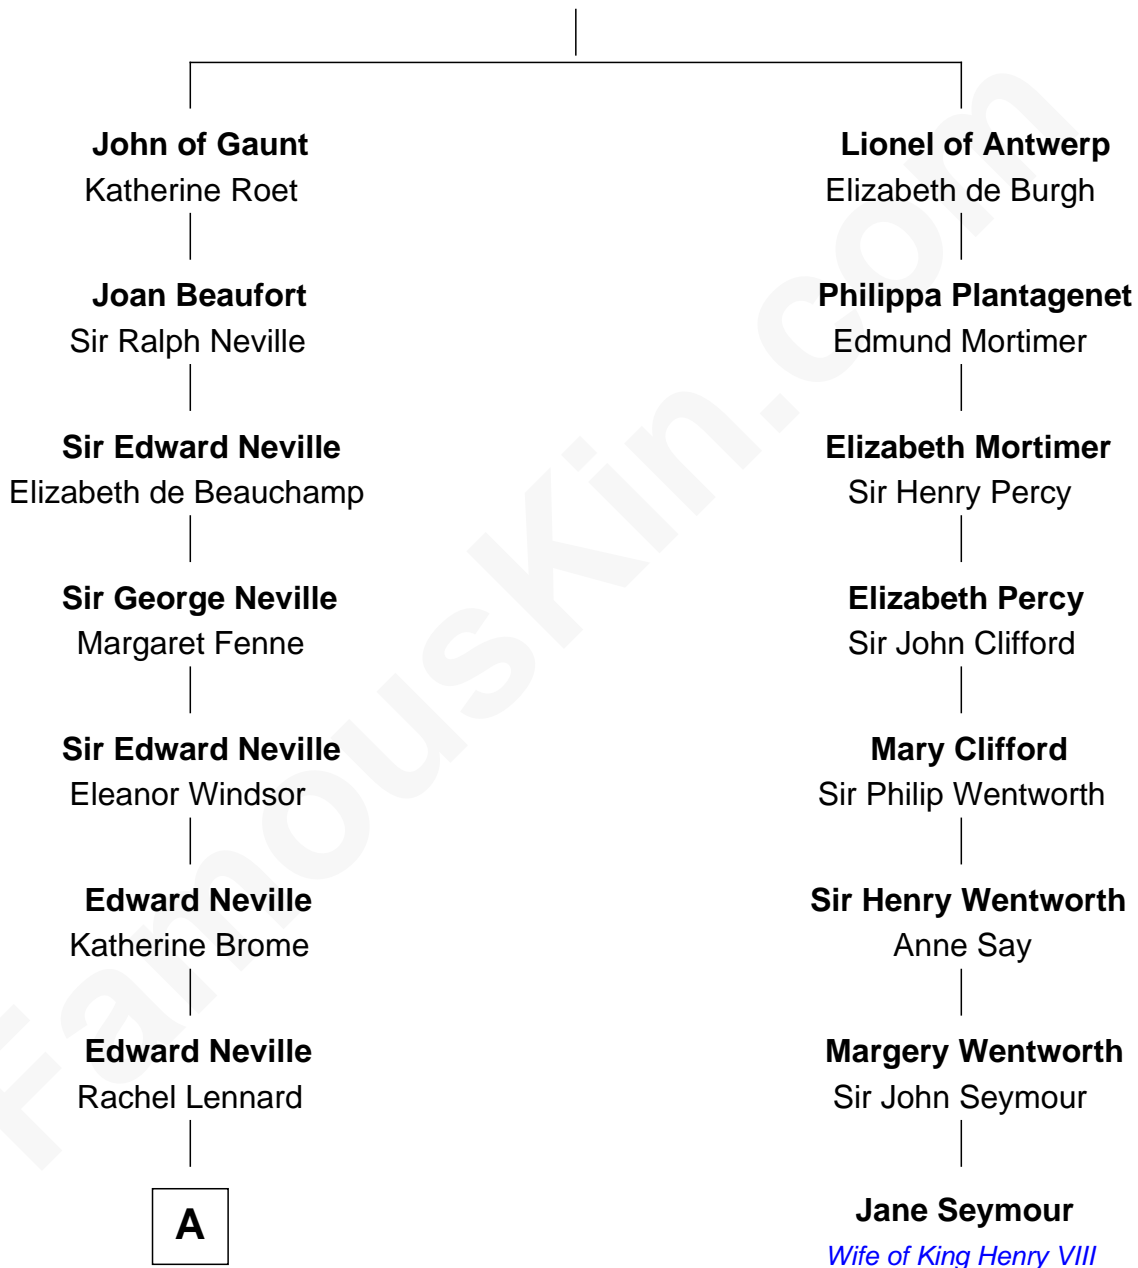 John of Gaunt
Katherine Roet
Lionel of Antwerp
Elizabeth de Burgh
Joan Beaufort
Sir Ralph Neville
Philippa Plantagenet
Edmund Mortimer
Sir Edward Neville
Elizabeth de Beauchamp
Elizabeth Mortimer
Sir Henry Percy
Sir George Neville
Margaret Fenne
Elizabeth Percy
Sir John Clifford
Sir Edward Neville
Eleanor Windsor
Mary Clifford
Sir Philip Wentworth
Edward Neville
Katherine Brome
Sir Henry Wentworth
Anne Say
Edward Neville
Rachel Lennard
Margery Wentworth
Sir John Seymour
A
Jane Seymour
Wife of King Henry VIII
FamousKin.com